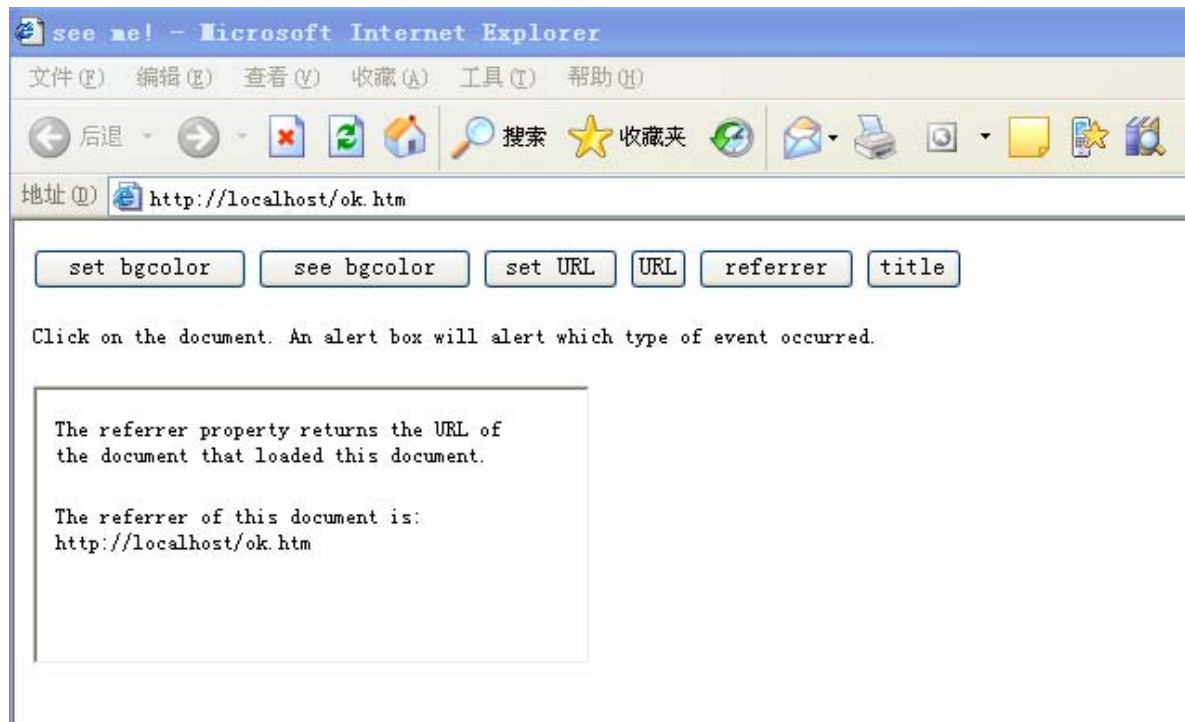 see me! - Microsoft Internet Explorer
文件(F) 编辑(E) 查看(V) 收藏(A) 工具(T) 帮助(H)
后退 搜索 收藏夹
地址(D) http://localhost/ok.htm
set bgcolor see bgcolor set URL URL referrer title
Click on the document. An alert box will alert which type of event occurred.
The referrer property returns the URL of
the document that loaded this document.
The referrer of this document is:
http://localhost/ok.htm